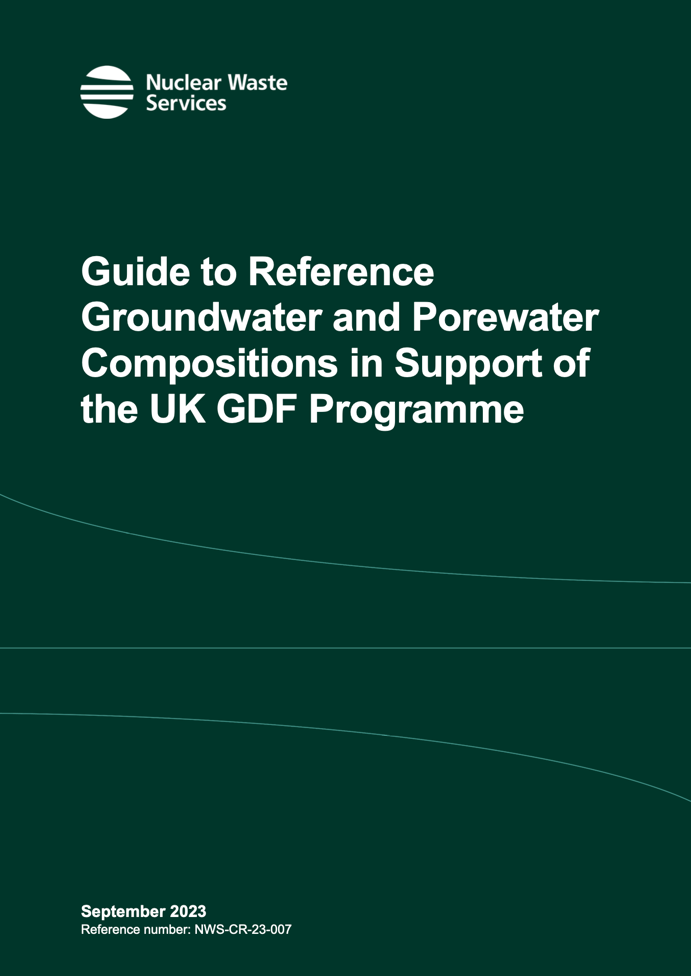 Nuclear Waste
Services
Guide to Reference
Groundwater and Porewater
Compositions in Support of
the UK GDF Programme
September 2023
Reference number: NWS-CR-23-007